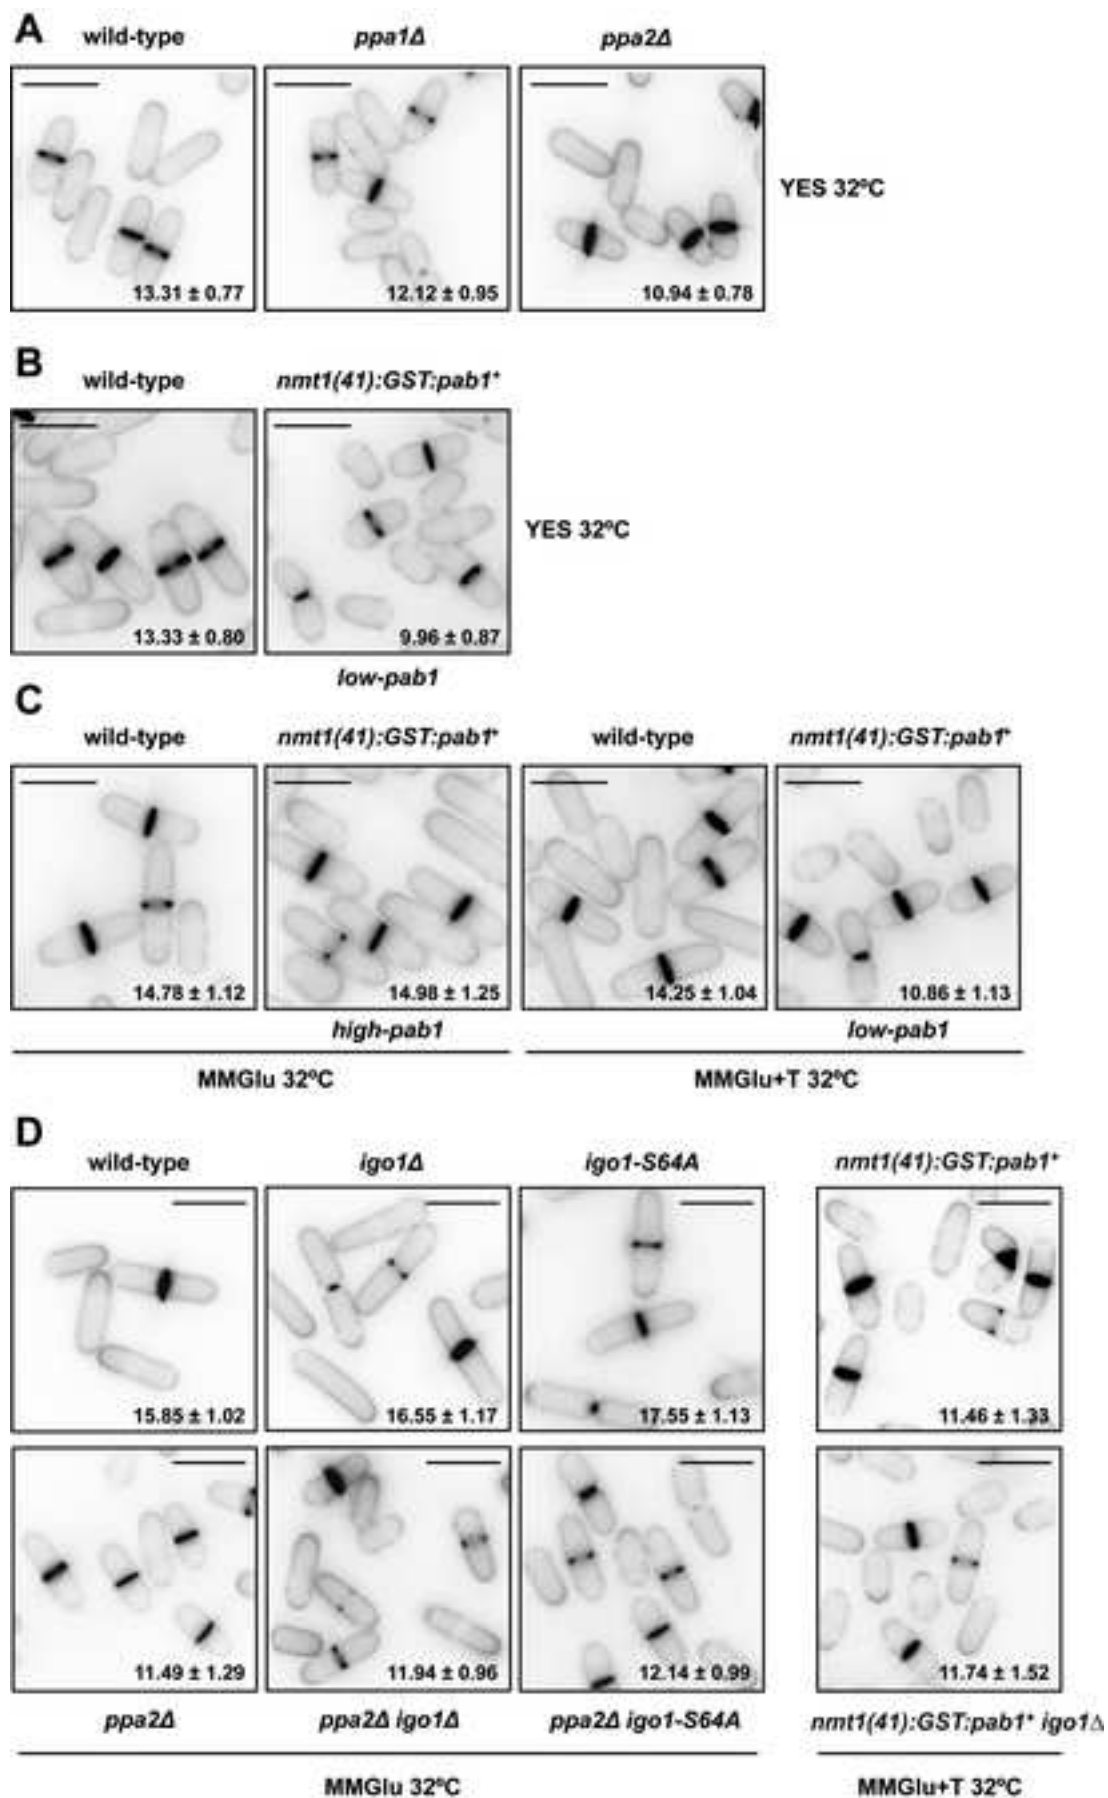 A
wild-type ppa1Δ ppa2Δ
13.31 ± 0.77 12.12 ± 0.95 10.94 ± 0.78
YES 32ºC
B
wild-type nmt1(41):GST:pab1⁺
13.33 ± 0.80 9.96 ± 0.87
YES 32ºC
low-pab1
C
wild-type nmt1(41):GST:pab1⁺ wild-type nmt1(41):GST:pab1⁺
14.78 ± 1.12 14.98 ± 1.25 14.25 ± 1.04 10.86 ± 1.13
high-pab1 low-pab1
MMGlu 32ºC MMGlu+T 32ºC
D
wild-type igo1Δ igo1-S64A nmt1(41):GST:pab1⁺
15.85 ± 1.02 16.55 ± 1.17 17.55 ± 1.13 11.46 ± 1.33
11.49 ± 1.29 11.94 ± 0.96 12.14 ± 0.99 11.74 ± 1.52
ppa2Δ ppa2Δ igo1Δ ppa2Δ igo1-S64A nmt1(41):GST:pab1⁺ igo1Δ
MMGlu 32ºC MMGlu+T 32ºC